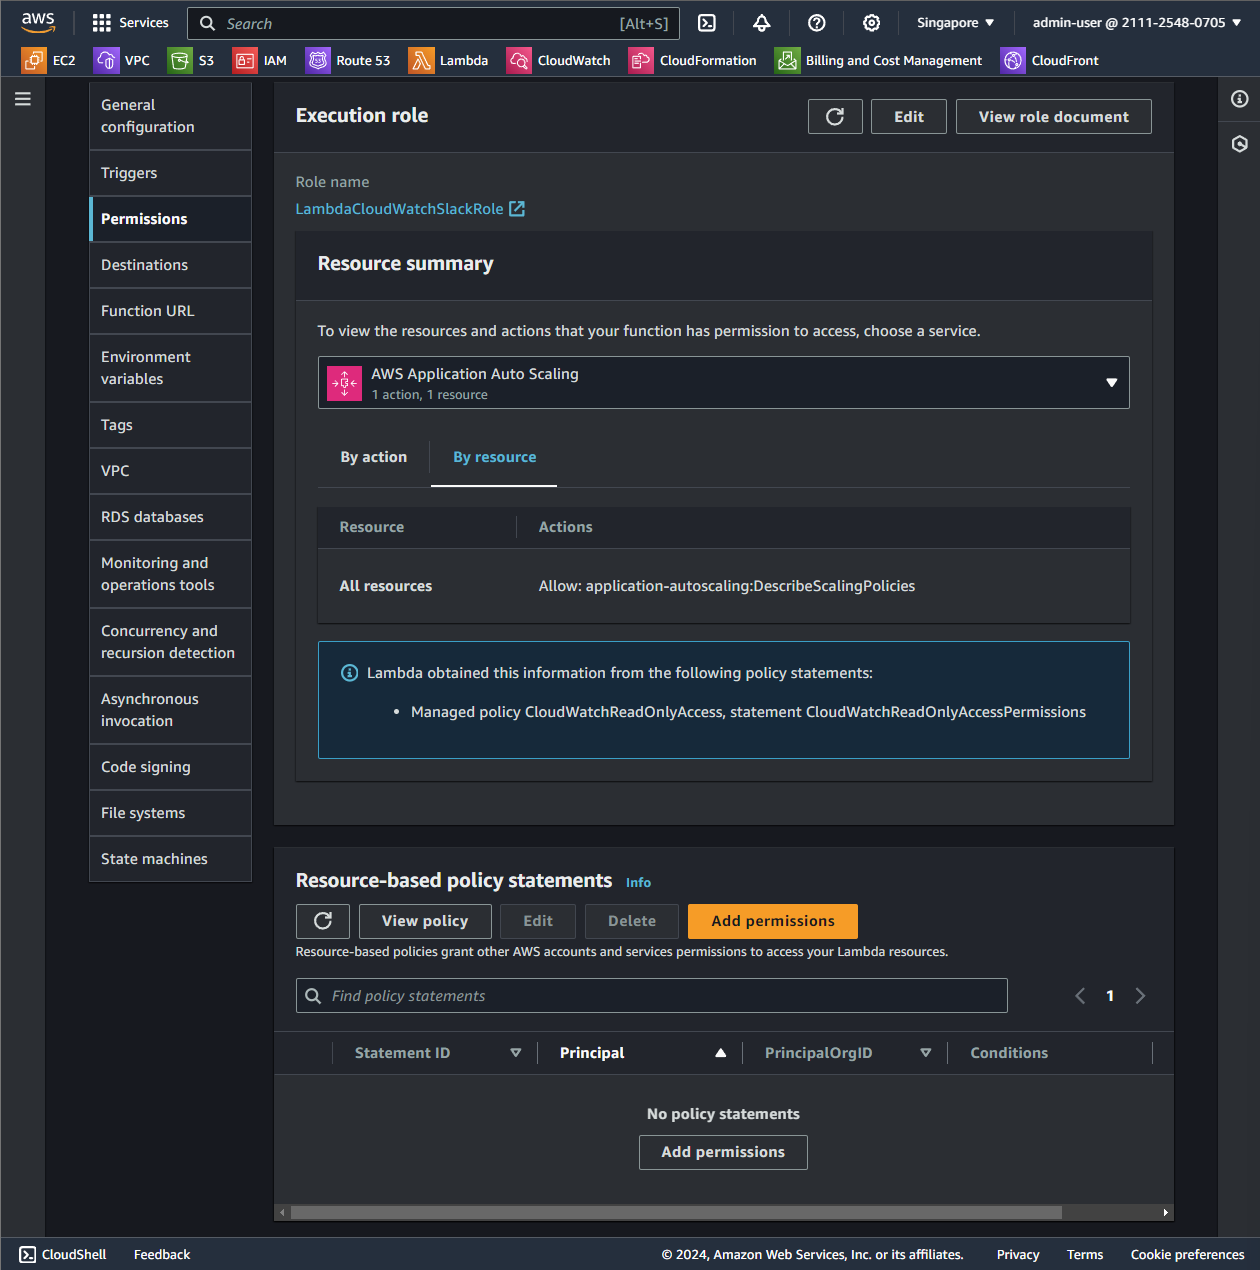 aws
Services
Search
[Alt+S]
Singapore ▼
admin-user @ 2111-2548-0705 ▼
EC2
VPC
S3
IAM
Route 53
Lambda
CloudWatch
CloudFormation
Billing and Cost Management
CloudFront
General
configuration
Triggers
Permissions
Destinations
Function URL
Environment
variables
Tags
VPC
RDS databases
Monitoring and
operations tools
Concurrency and
recursion detection
Asynchronous
invocation
Code signing
File systems
State machines
Execution role
Edit
View role document
Role name
LambdaCloudWatchSlackRole
Resource summary
To view the resources and actions that your function has permission to access, choose a service.
AWS Application Auto Scaling
1 action, 1 resource
By action
By resource
Resource
Actions
All resources
Allow: application-autoscaling:DescribeScalingPolicies
Lambda obtained this information from the following policy statements:
• Managed policy CloudWatchReadOnlyAccess, statement CloudWatchReadOnlyAccessPermissions
Resource-based policy statements
Info
View policy
Edit
Delete
Add permissions
Resource-based policies grant other AWS accounts and services permissions to access your Lambda resources.
Find policy statements
1
Statement ID
Principal
PrincipalOrgID
Conditions
No policy statements
Add permissions
CloudShell
Feedback
© 2024, Amazon Web Services, Inc. or its affiliates.
Privacy
Terms
Cookie preferences